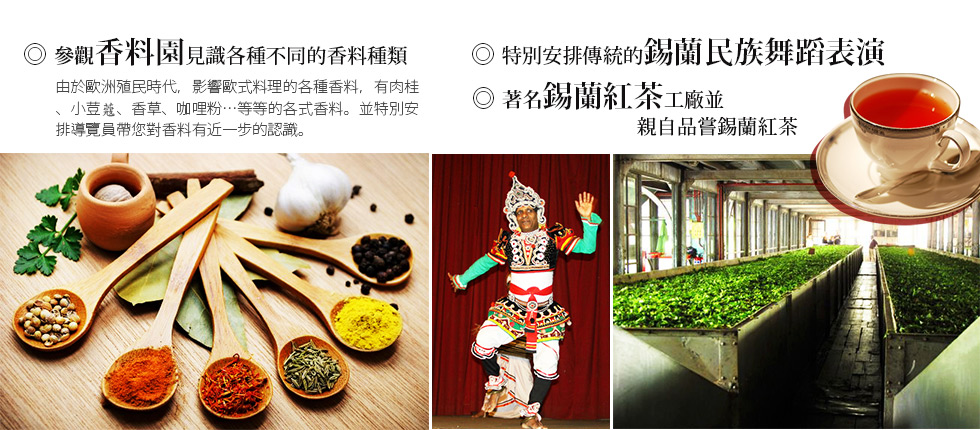 ◎ 參觀香料園見識各種不同的香料種類
由於歐洲殖民時代，影響歐式料理的各種香料，有肉桂
、小荳蔻、香草、咖哩粉…等等的各式香料。並特別安
排導覽員帶您對香料有近一步的認識。
◎ 特別安排傳統的錫蘭民族舞蹈表演
◎ 著名錫蘭紅茶工廠並
親自品嘗錫蘭紅茶